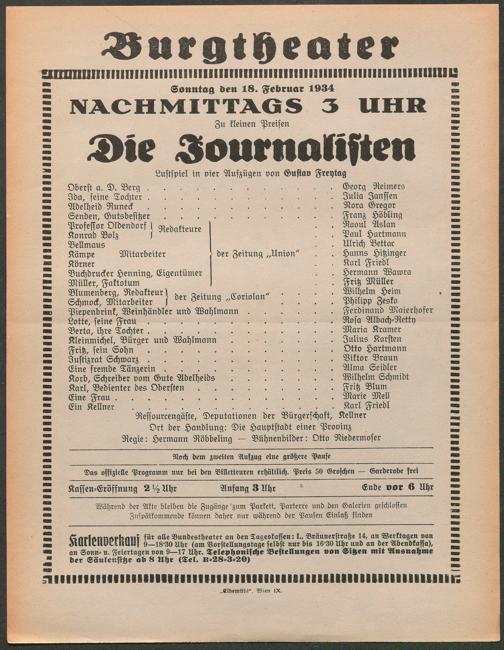 Burgtheater
Sonntag den 18. Februar 1934
NACHMITTAGS 3 UHR
Zu kleinen Preisen
Die Journalisten
Lustspiel in vier Aufzügen von Gustav Freytag
Oberst a. D. Berg . . . Georg Reimers
Ida, seine Tochter . . . Julia Janssen
Adelheid Runeck . . . Nora Gregor
Senden, Gutsbesitzer . . . Franz Höbling
Professor Oldendorf } Redakteure . . . Raoul Aslan
Konrad Bolz . . . Paul Hartmann
Bellmaus . . . Ulrich Bettac
Kämpe Mitarbeiter } der Zeitung „Union“ . . . Hanns Hitzinger
Körner . . . Karl Friedl
Buchdrucker Henning, Eigentümer . . . Hermann Wawra
Müller, Faktotum . . . Fritz Müller
Blumenberg, Redakteur } der Zeitung „Coriolan“ . . . Wilhelm Heim
Schmock, Mitarbeiter . . . Philipp Zeska
Piepenbrink, Weinhändler und Wahlmann . . . Ferdinand Maierhofer
Lotte, seine Frau . . . Rosa Albach-Retty
Berta, ihre Tochter . . . Maria Kramer
Kleinmichel, Bürger und Wahlmann . . . Julius Karsten
Fritz, sein Sohn . . . Otto Hartmann
Justizrat Schwarz . . . Viktor Braun
Eine fremde Tänzerin . . . Alma Seidler
Korb, Schreiber vom Gute Adelheids . . . Wilhelm Schmidt
Karl, Bedienter des Obersten . . . Fritz Blum
Eine Frau . . . Marie Mell
Ein Kellner . . . Karl Friedl
Ressourcengäste, Deputationen der Bürgerschaft, Kellner
Ort der Handlung: Die Hauptstadt einer Provinz
Regie: Hermann Röbbeling — Bühnenbilder: Otto Niedermoser
Nach dem zweiten Aufzug eine größere Pause
Das offizielle Programm nur bei den Billetteuren erhältlich. Preis 50 Groschen — Garderobe frei
Kassen-Eröffnung 2 ½ Uhr Anfang 3 Uhr Ende vor 6 Uhr
Während der Akte bleiben die Zugänge zum Parkett, Parterre und den Galerien geschlossen
Zuspätkommende können daher nur während der Pausen Einlaß finden
Kartenverkauf für alle Bundestheater an den Tageskassen: I., Bräunerstraße 14, an Werktagen von
9—18·30 Uhr (am Vorstellungstage selbst nur bis 16·30 Uhr und an der Abendkassa),
an Sonn- u. Feiertagen von 9—17 Uhr. Telephonische Bestellungen von Sitzen mit Ausnahme
der Säulensitze ab 8 Uhr (Tel. R-28-3-20)
„Elbemühl“, Wien IX.